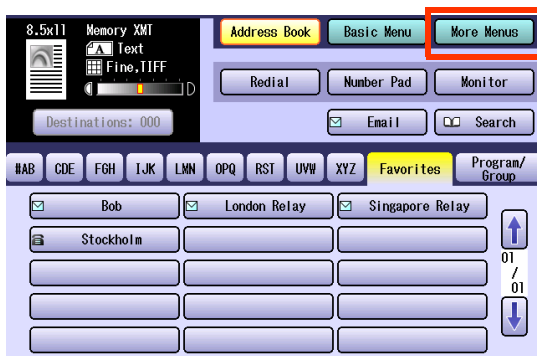 8.5x11 Memory XMT
A Text
Fine,TIFF
D
Destinations: 000
Address Book Basic Menu More Menus
Redial Number Pad Monitor
Email Search
#AB CDE FGH IJK LMN OPQ RST UVW XYZ Favorites Program/
Group
Bob London Relay Singapore Relay
Stockholm
01
/
01